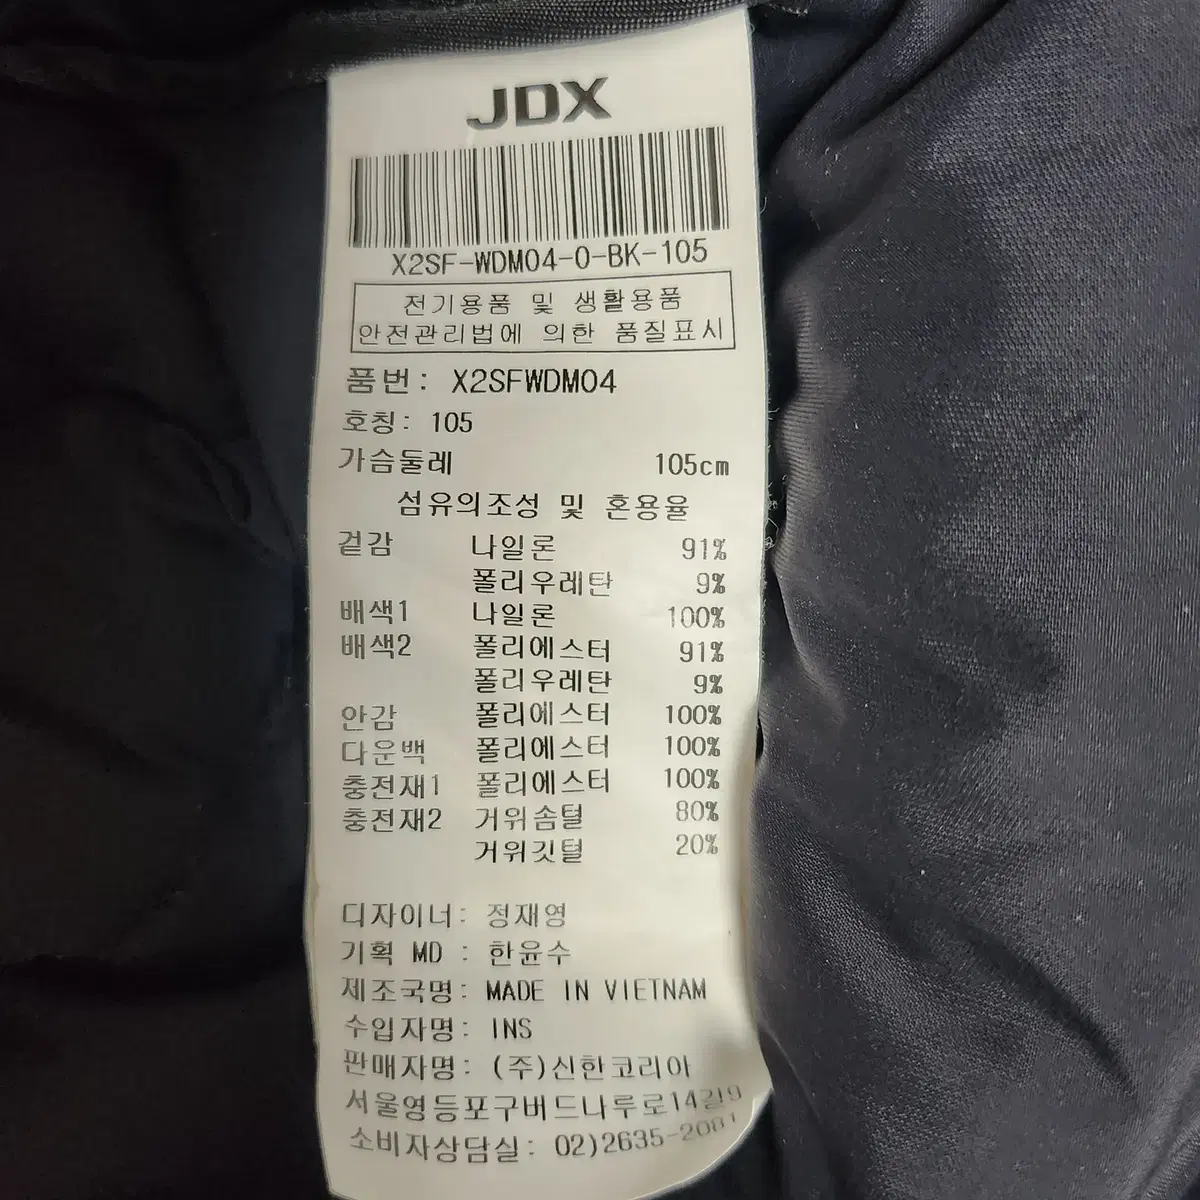 JDX
X2SF-WDM04-0-BK-105
전기용품 및 생활용품
안전관리법에 의한 품질표시
품번: X2SFWDM04
호칭: 105
가슴둘레 105cm
섬유의조성 및 혼용율
겉감 나일론 91%
폴리우레탄 9%
배색1 나일론 100%
배색2 폴리에스터 91%
폴리우레탄 9%
안감 폴리에스터 100%
다운백 폴리에스터 100%
충전재1 폴리에스터 100%
충전재2 거위솜털 80%
거위깃털 20%
디자이너: 정재영
기획 MD : 한윤수
제조국명: MADE IN VIETNAM
수입자명: INS
판매자명: (주)신한코리아
서울영등포구버드나루로14길9
소비자상담실: 02)2635-2081